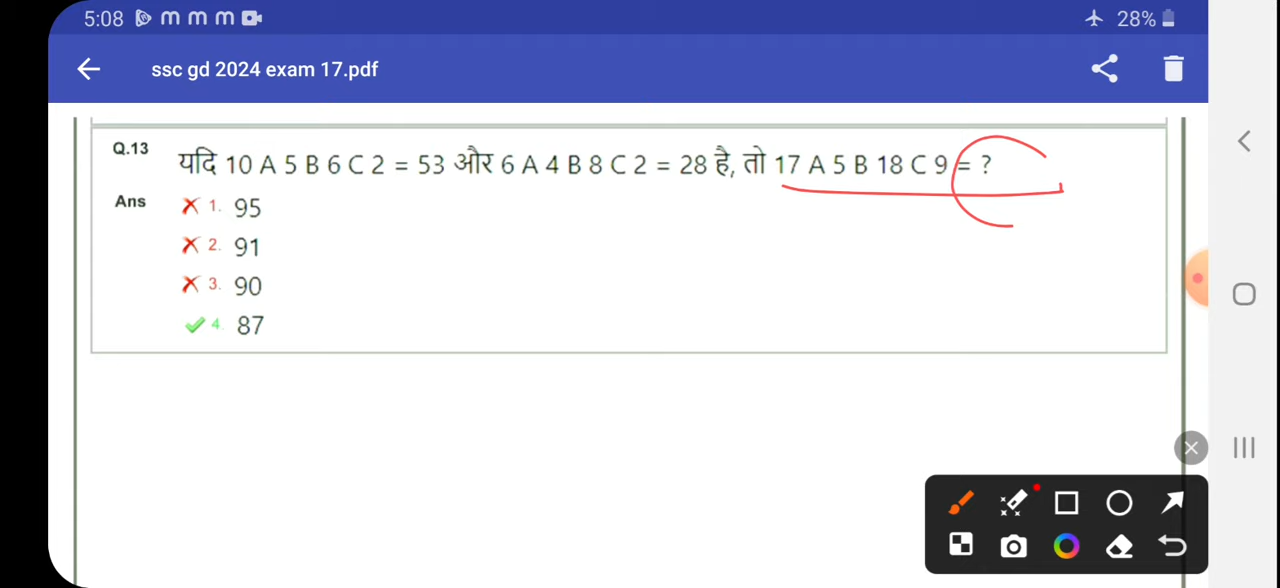 5:08 28%
ssc gd 2024 exam 17.pdf
Q.13 यदि 10 A 5 B 6 C 2 = 53 और 6 A 4 B 8 C 2 = 28 है, तो 17 A 5 B 18 C 9 = ?
Ans 1. 95
2. 91
3. 90
4. 87